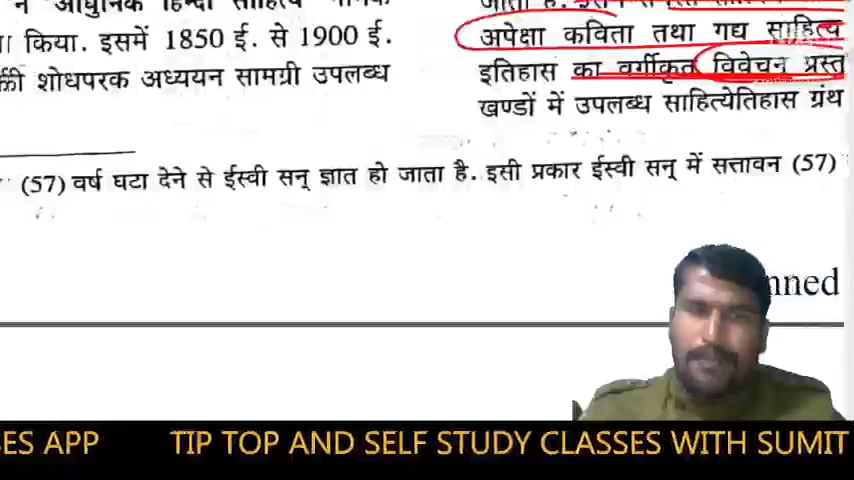 ने आधुनिक हिन्दी साहित्य
किया. इसमें 1850 ई. से 1900 ई.
की शोधपरक अध्ययन सामग्री उपलब्ध
जाता है.
अपेक्षा कविता तथा गद्य साहित्य
इतिहास का वर्गीकृत विवेचन प्रस्तु
खण्डों में उपलब्ध साहित्येतिहास ग्रंथ
(57) वर्ष घटा देने से ईस्वी सन् ज्ञात हो जाता है. इसी प्रकार ईस्वी सन् में सत्तावन (57)
nned
SES APP TIP TOP AND SELF STUDY CLASSES WITH SUMIT